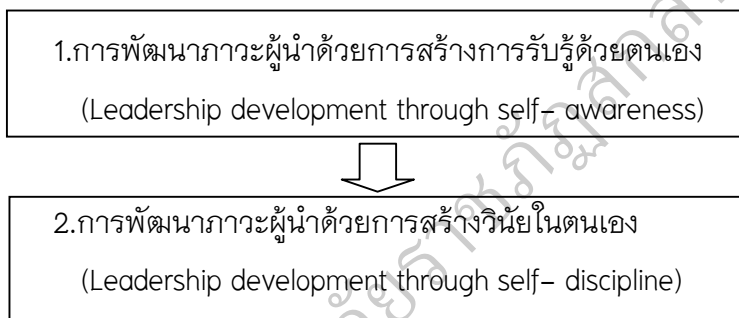 1.การพัฒนาภาวะผู้นำด้วยการสร้างการรับรู้ด้วยตนเอง
(Leadership development through self– awareness)
2.การพัฒนาภาวะผู้นำด้วยการสร้างวินัยในตนเอง
(Leadership development through self– discipline)